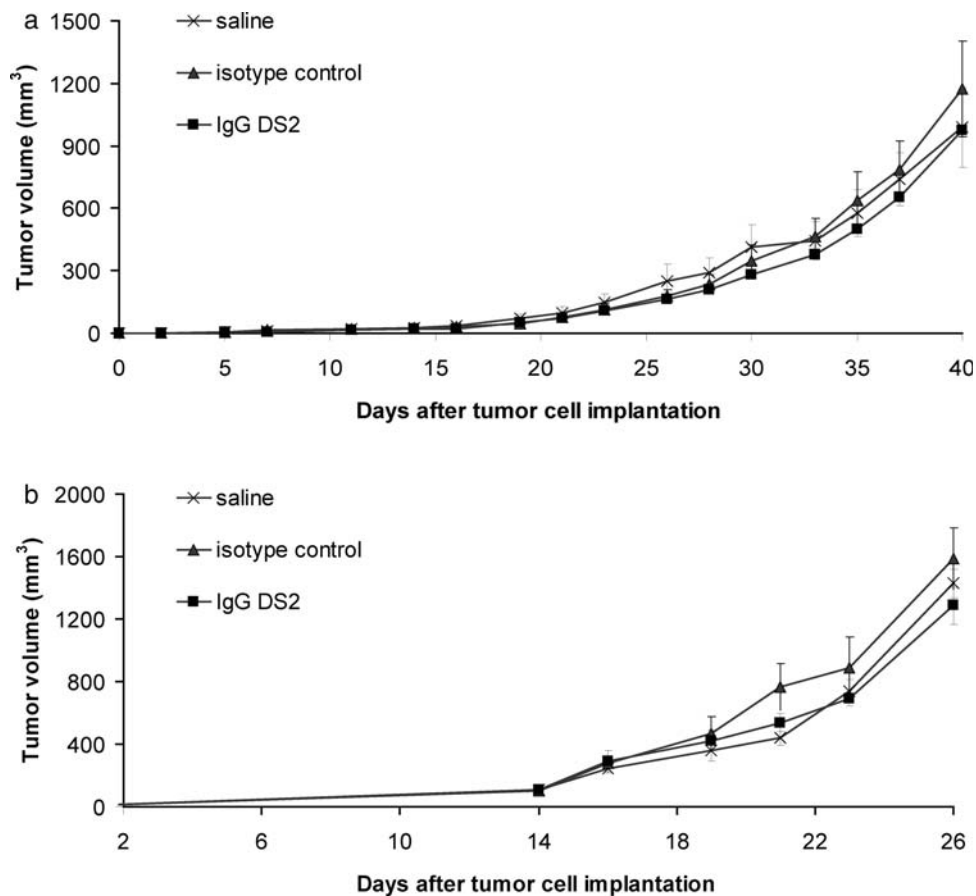 a
saline
isotype control
IgG DS2
Tumor volume (mm³)
1500
1200
900
600
300
0
0 5 10 15 20 25 30 35 40
Days after tumor cell implantation
b
saline
isotype control
IgG DS2
Tumor volume (mm³)
2000
1600
1200
800
400
0
2 6 10 14 18 22 26
Days after tumor cell implantation